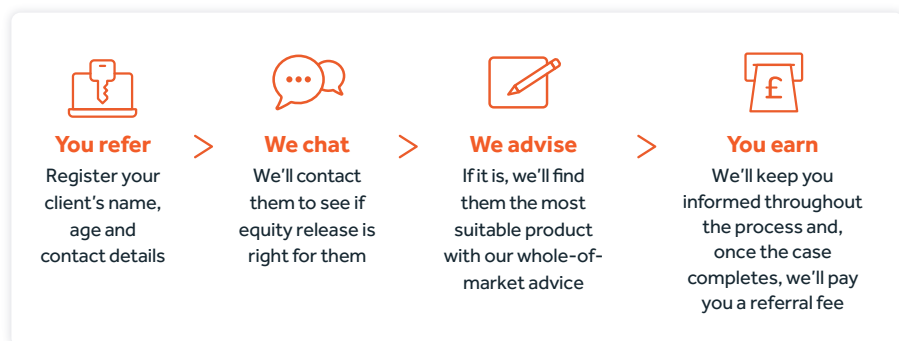 You refer
Register your
client's name,
age and
contact details
>
We chat
We'll contact
them to see if
equity release is
right for them
>
We advise
If it is, we'll find
them the most
suitable product
with our whole-of-
market advice
>
£
You earn
We'll keep you
informed throughout
the process and,
once the case
completes, we'll pay
you a referral fee